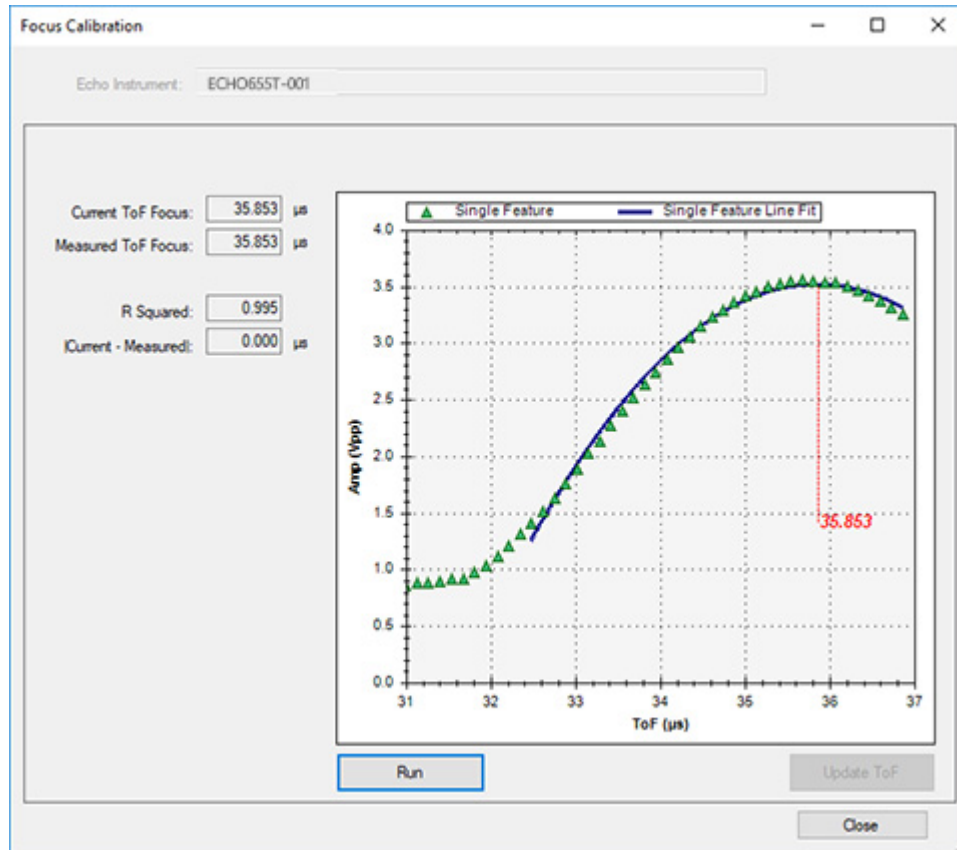 Focus Calibration
Echo Instrument: ECHO655T-001
Current ToF Focus: 35.853 µs
Measured ToF Focus: 35.853 µs
R Squared: 0.995
|Current - Measured|: 0.000 µs
Single Feature Single Feature Line Fit
4.0
3.5
3.0
2.5
2.0
1.5
1.0
0.5
0.0
Amp (Vpp)
35.853
31 32 33 34 35 36 37
ToF (µs)
Run
Update ToF
Close